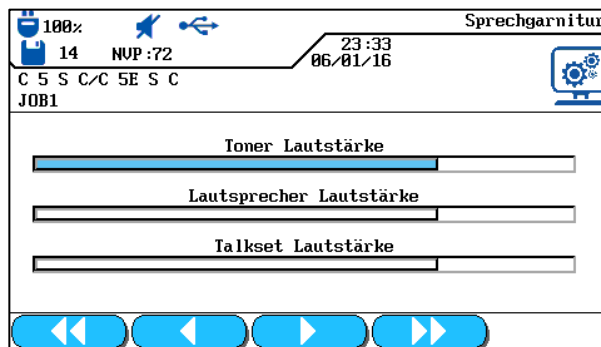 100% Sprechgarnitur
14 NVP:72 23:33
06/01/16
C 5 S C/C 5E S C
JOB1
Toner Lautstärke
Lautsprecher Lautstärke
Talkset Lautstärke